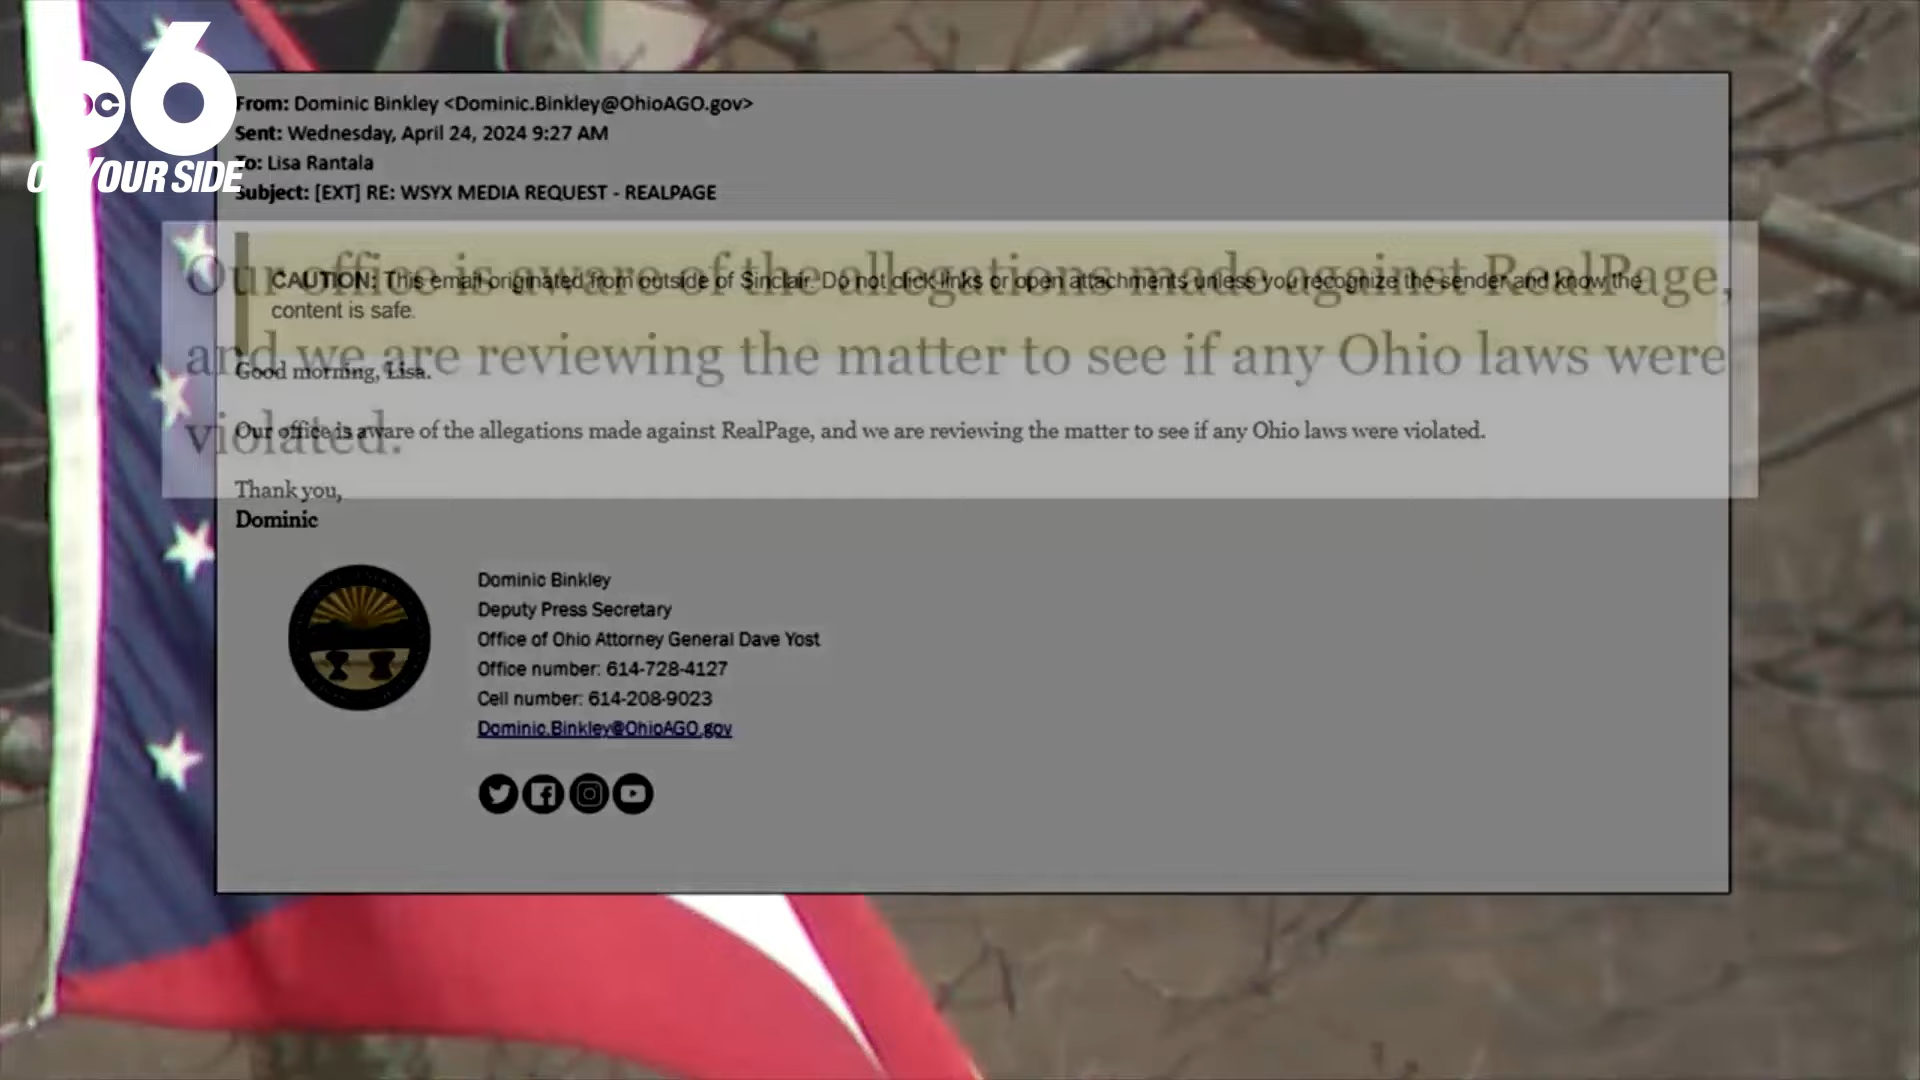 abc 6
ON YOUR SIDE
From: Dominic Binkley <Dominic.Binkley@OhioAGO.gov>
Sent: Wednesday, April 24, 2024 9:27 AM
To: Lisa Rantala
Subject: [EXT] RE: WSYX MEDIA REQUEST - REALPAGE
Our office is aware of the allegations made against RealPage,
and we are reviewing the matter to see if any Ohio laws were
violated.
CAUTION: This email originated from outside of Sinclair. Do not click links or open attachments unless you recognize the sender and know the
content is safe.
Good morning, Lisa.
Our office is aware of the allegations made against RealPage, and we are reviewing the matter to see if any Ohio laws were violated.
Thank you,
Dominic
Dominic Binkley
Deputy Press Secretary
Office of Ohio Attorney General Dave Yost
Office number: 614-728-4127
Cell number: 614-208-9023
Dominic.Binkley@OhioAGO.gov